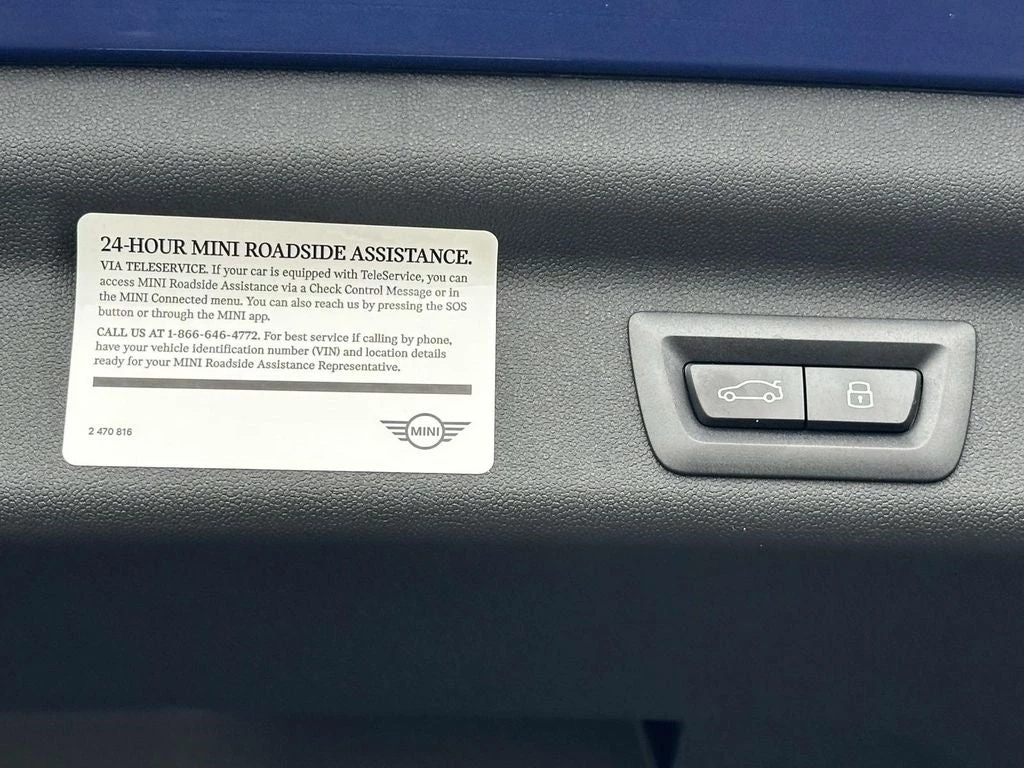 24-HOUR MINI ROADSIDE ASSISTANCE.
VIA TELESERVICE. If your car is equipped with TeleService, you can
access MINI Roadside Assistance via a Check Control Message or in
the MINI Connected menu. You can also reach us by pressing the SOS
button or through the MINI app.
CALL US AT 1-866-646-4772. For best service if calling by phone,
have your vehicle identification number (VIN) and location details
ready for your MINI Roadside Assistance Representative.
2 470 816
MINI